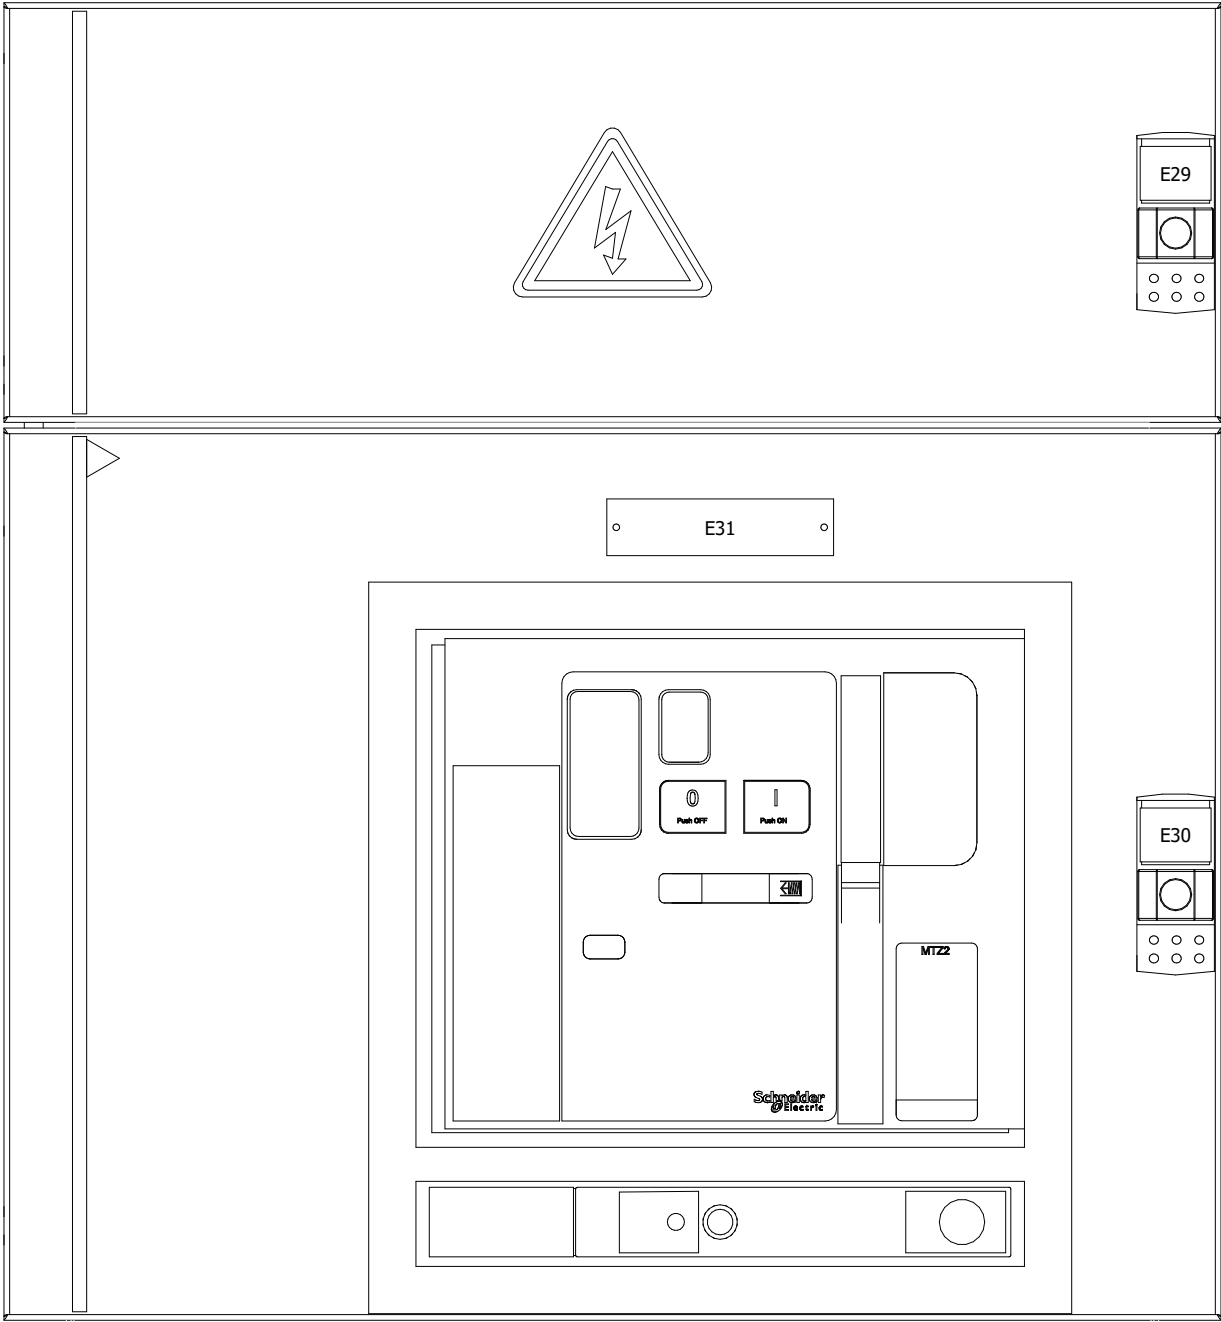 E29
E31
0
Push OFF
I
Push ON
E30
MTZ2
Schneider
Electric